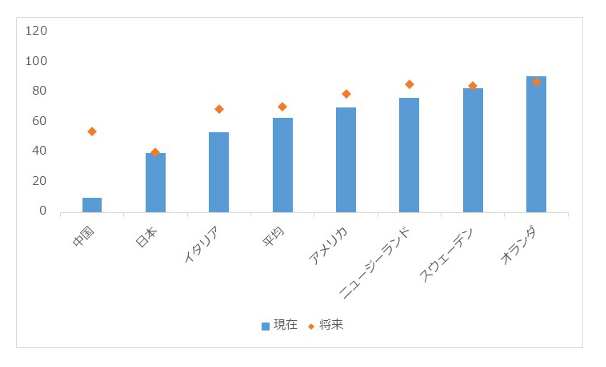 120
100
80
60
40
20
0
中国
日本
イタリア
平均
アメリカ
ニュージーランド
スウェーデン
オランダ
現在 将来